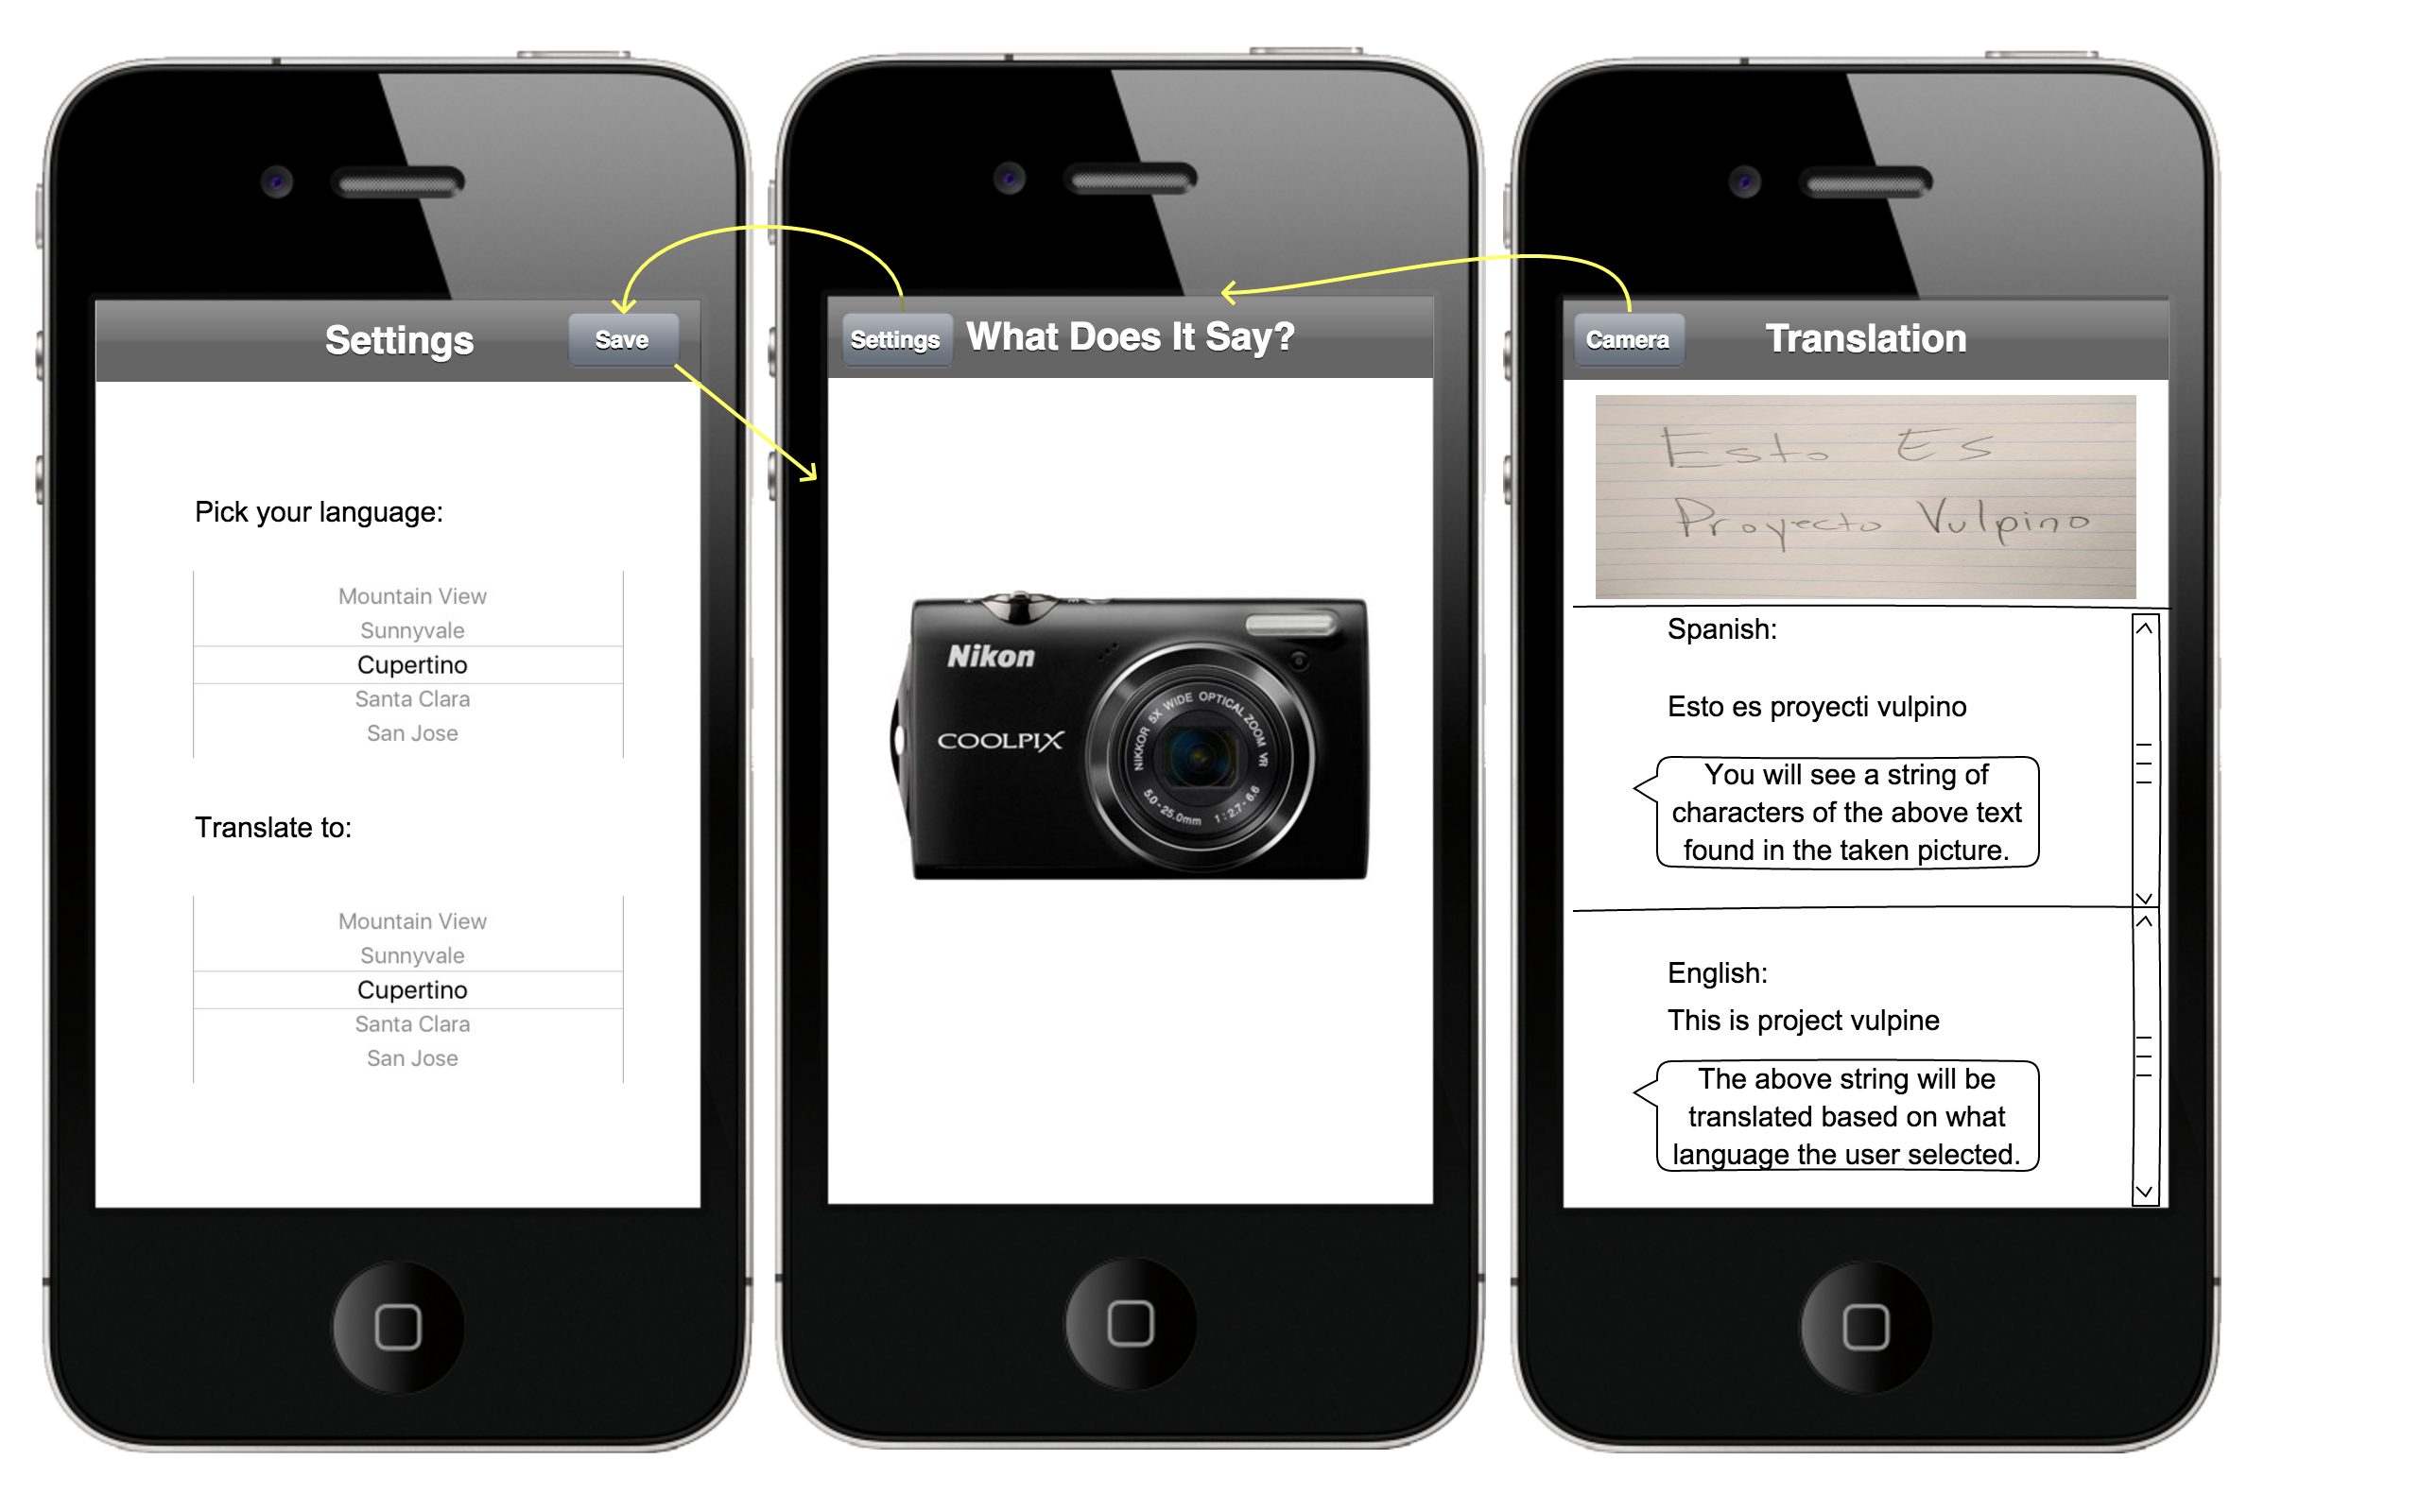 Settings
Save
Pick your language:
Mountain View
Sunnyvale
Cupertino
Santa Clara
San Jose
Translate to:
Mountain View
Sunnyvale
Cupertino
Santa Clara
San Jose
Settings
What Does It Say?
Nikon
COOLPIX
NIKKOR 5X WIDE OPTICAL ZOOM VR
5.0-25.0mm 1:2.7-6.6
Camera
Translation
Esto Es
Proyecto Vulpino
Spanish:
Esto es proyecti vulpino
You will see a string of
characters of the above text
found in the taken picture.
English:
This is project vulpine
The above string will be
translated based on what
language the user selected.